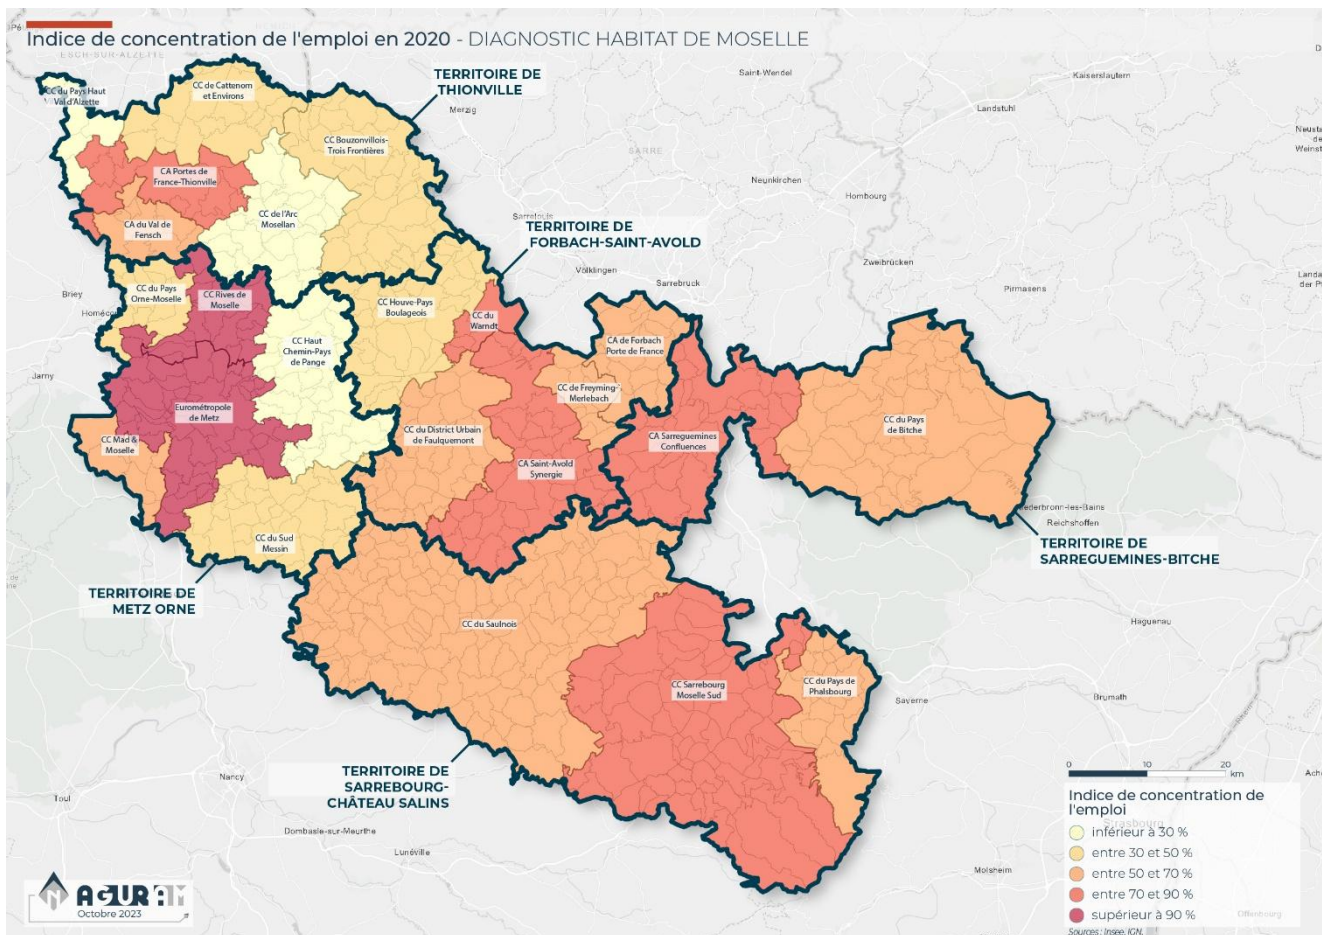 Indice de concentration de l'emploi en 2020 - DIAGNOSTIC HABITAT DE MOSELLE
ESCH-SUR-ALZETTE
Saint-Wendel
Kaiserslautern
TERRITOIRE DE
THIONVILLE
CC de Cattenom
et Environs
CC du Pays Haut
Val d'Alzette
Merzig
Landstuhl
CC Bouzonvillois-
Trois Frontières
SARRE
CA Portes de
France-Thionville
Neunkirchen
Hombourg
CC de l'Arc
Mosellan
Sarrelouis
CA du Val de
Fensch
TERRITOIRE DE
FORBACH-SAINT-AVOLD
Völklingen
Sarrebruck
Zweibrücken
Pirmasens
Briey
CC du Pays
Orne-Moselle
CC Rives de
Moselle
CC Houve-Pays
Boulageois
CC du
Warndt
CC Haut
Chemin-Pays
de Pange
CA de Forbach
Porte de France
Jarny
CC de Freyming-
Merlebach
Eurométropole
de Metz
CC du Pays
de Bitche
CC Mad &
Moselle
CC du District Urbain
de Faulquemont
CA Sarreguemines
Confluences
CA Saint-Avold
Synergie
Reichshoffen
CC du Sud
Messin
TERRITOIRE DE
SARREGUEMINES-BITCHE
TERRITOIRE DE
METZ ORNE
CC du Saulnois
Haguenau
CC Sarrebourg
Moselle Sud
CC du Pays de
Phalsbourg
Saverne
Brumath
Nancy
Toul
TERRITOIRE DE
SARREBOURG-
CHÂTEAU SALINS
Dombasle-sur-Meurthe
Lunéville
Molsheim
0 10 20
km
Indice de concentration de
l'emploi
Strasbourg
inférieur à 30 %
entre 30 et 50 %
entre 50 et 70 %
entre 70 et 90 %
supérieur à 90 %
Offenbourg
Sources : Insee, IGN.
N
AGURAM
Octobre 2023